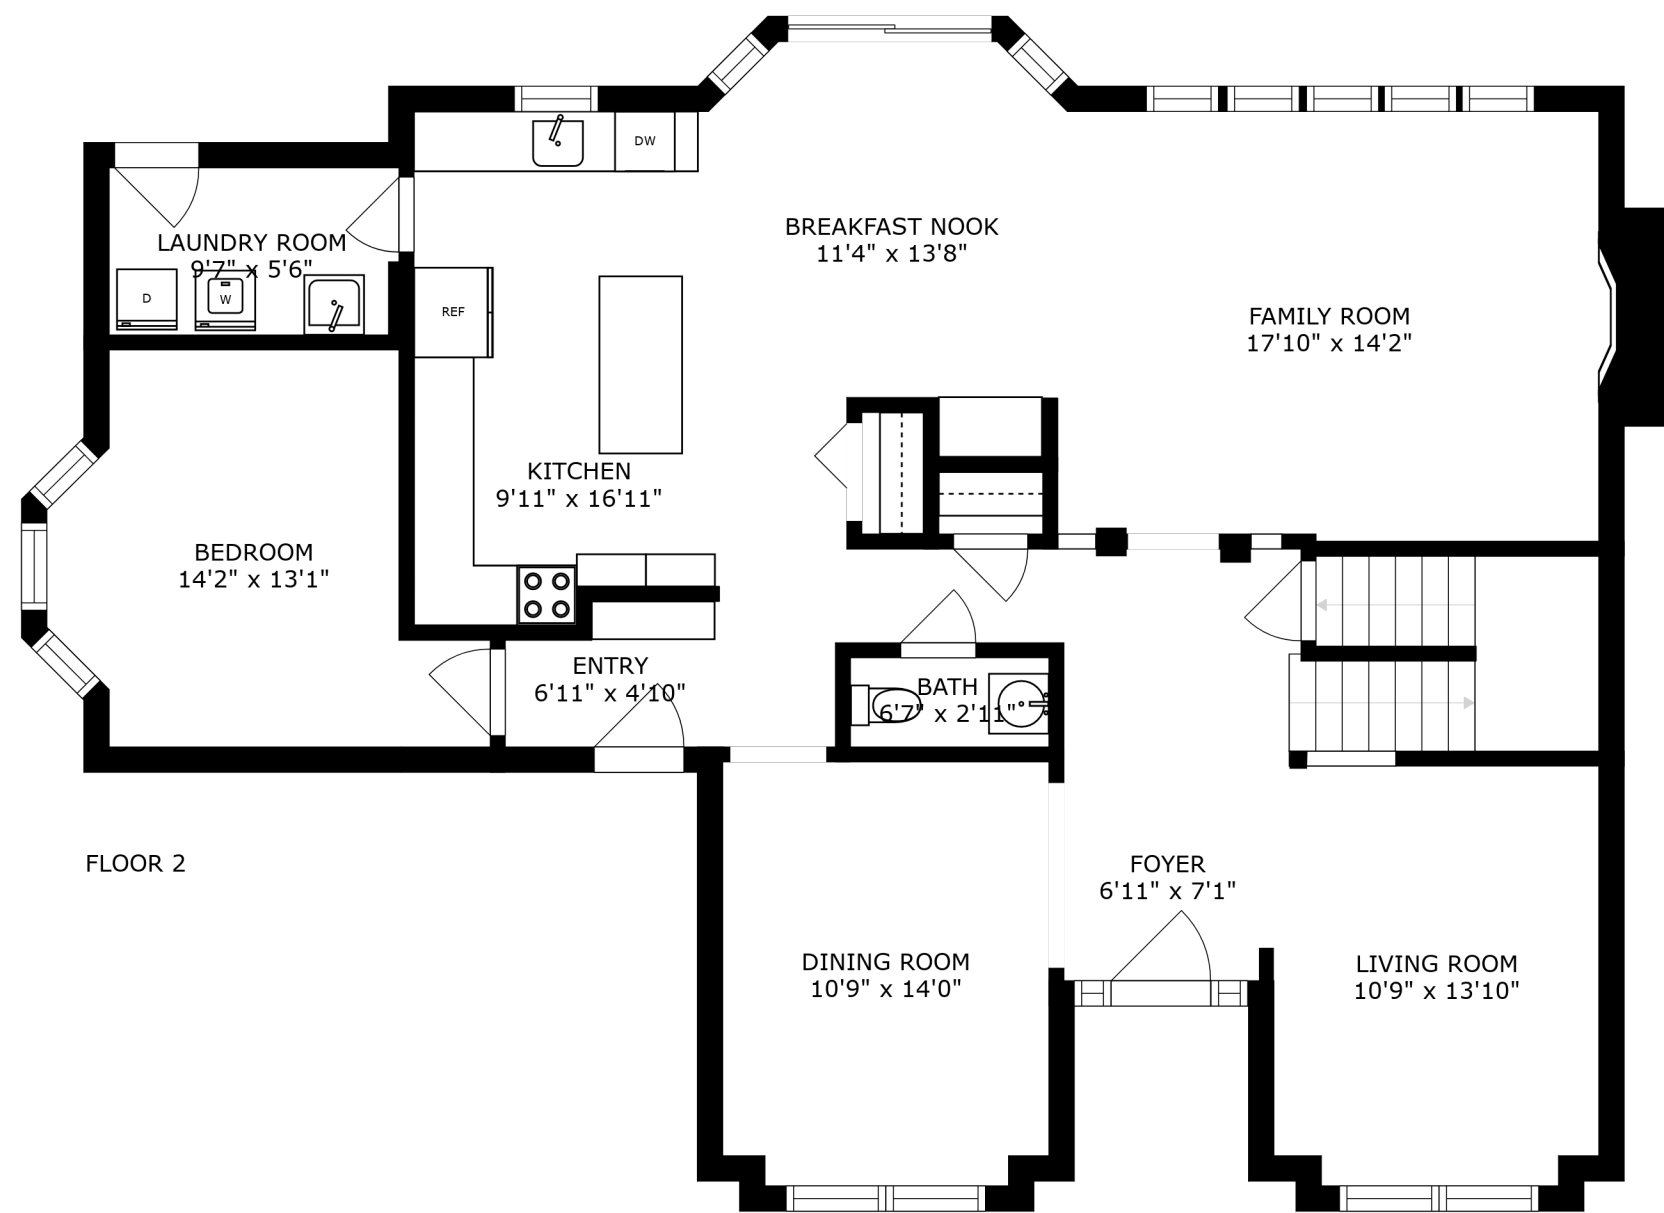 DW
BREAKFAST NOOK
11'4" x 13'8"
LAUNDRY ROOM
9'7" x 5'6"
D
W
REF
FAMILY ROOM
17'10" x 14'2"
KITCHEN
9'11" x 16'11"
BEDROOM
14'2" x 13'1"
ENTRY
6'11" x 4'10"
BATH
6'7" x 2'11"
FLOOR 2
FOYER
6'11" x 7'1"
DINING ROOM
10'9" x 14'0"
LIVING ROOM
10'9" x 13'10"